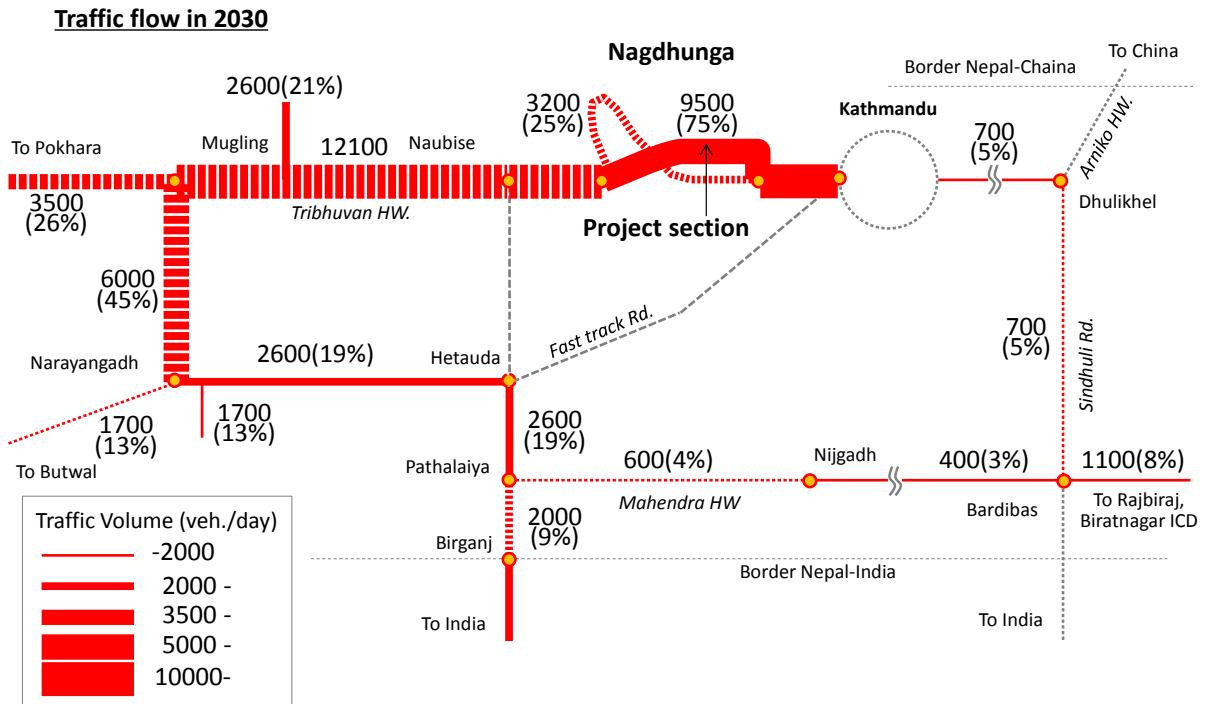 Traffic flow in 2030
To China
Nagdhunga
Border Nepal-Chaina
2600(21%)
3200
(25%)
9500
(75%)
Kathmandu
Arniko HW.
To Pokhara
Mugling
12100
Naubise
700
(5%)
3500
(26%)
Tribhuvan HW.
Project section
Dhulikhel
6000
(45%)
Fast track Rd.
700
(5%)
Sindhuli Rd.
Narayangadh
2600(19%)
Hetauda
1700
(13%)
1700
(13%)
2600
(19%)
To Butwal
Pathalaiya
600(4%)
Nijgadh
400(3%)
1100(8%)
Mahendra HW
Bardibas
To Rajbiraj,
Biratnagar ICD
2000
(9%)
Birganj
Border Nepal-India
To India
To India
Traffic Volume (veh./day)
-2000
2000 -
3500 -
5000 -
10000-